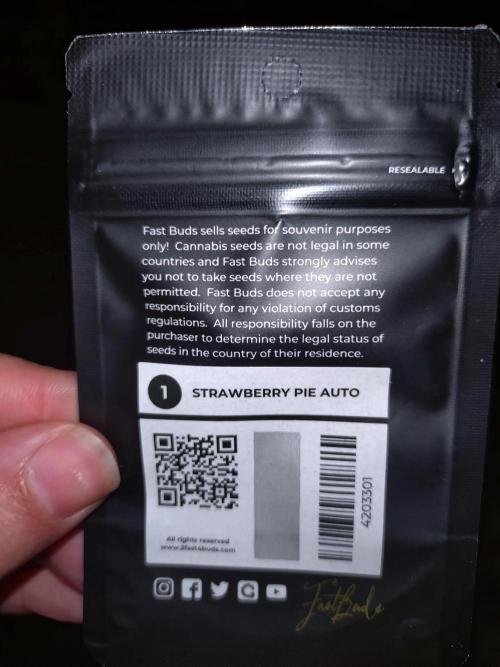 RESEALABLE
Fast Buds sells seeds for souvenir purposes
only! Cannabis seeds are not legal in some
countries and Fast Buds strongly advises
you not to take seeds where they are not
permitted. Fast Buds does not accept any
responsibility for any violation of customs
regulations. All responsibility falls on the
purchaser to determine the legal status of
seeds in the country of their residence.
1 STRAWBERRY PIE AUTO
4203301
All rights reserved
www.2fast4buds.com
FastBuds